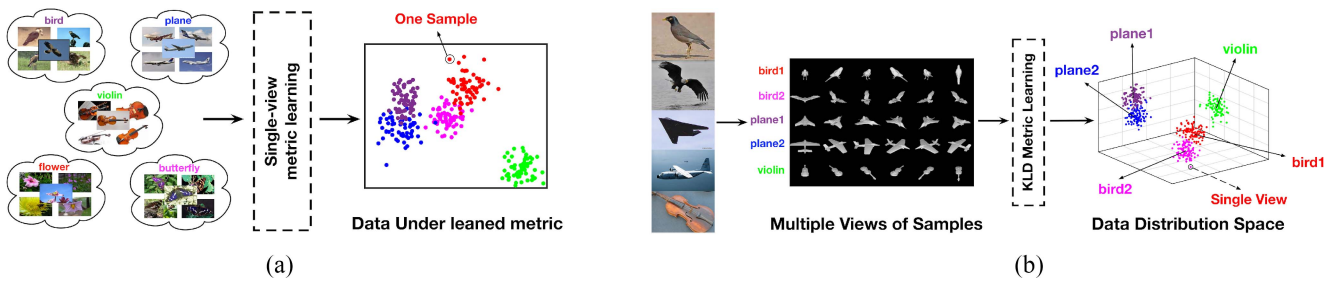 bird
plane
violin
flower
butterfly
Single-view
metric learning
One Sample
Data Under leaned metric
(a)
bird1
bird2
plane1
plane2
violin
Multiple Views of Samples
KLD Metric Learning
plane1
violin
plane2
bird1
bird2
Single View
Data Distribution Space
(b)